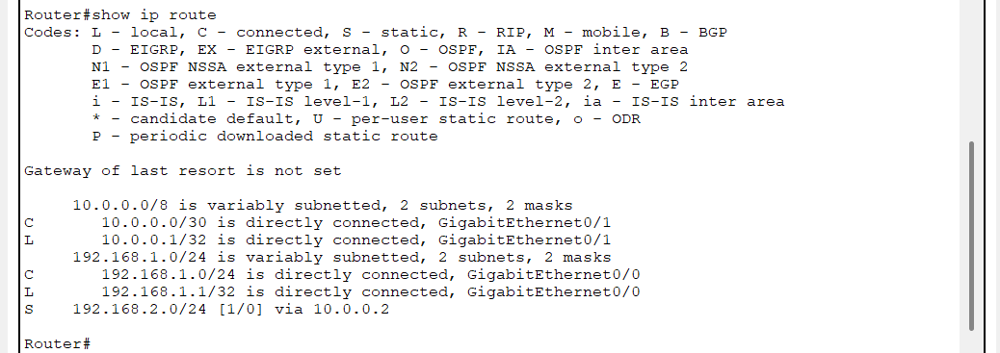 Router#show ip route
Codes: L - local, C - connected, S - static, R - RIP, M - mobile, B - BGP
       D - EIGRP, EX - EIGRP external, O - OSPF, IA - OSPF inter area
       N1 - OSPF NSSA external type 1, N2 - OSPF NSSA external type 2
       E1 - OSPF external type 1, E2 - OSPF external type 2, E - EGP
       i - IS-IS, L1 - IS-IS level-1, L2 - IS-IS level-2, ia - IS-IS inter area
       * - candidate default, U - per-user static route, o - ODR
       P - periodic downloaded static route

Gateway of last resort is not set

     10.0.0.0/8 is variably subnetted, 2 subnets, 2 masks
C       10.0.0.0/30 is directly connected, GigabitEthernet0/1
L       10.0.0.1/32 is directly connected, GigabitEthernet0/1
     192.168.1.0/24 is variably subnetted, 2 subnets, 2 masks
C       192.168.1.0/24 is directly connected, GigabitEthernet0/0
L       192.168.1.1/32 is directly connected, GigabitEthernet0/0
S    192.168.2.0/24 [1/0] via 10.0.0.2

Router#